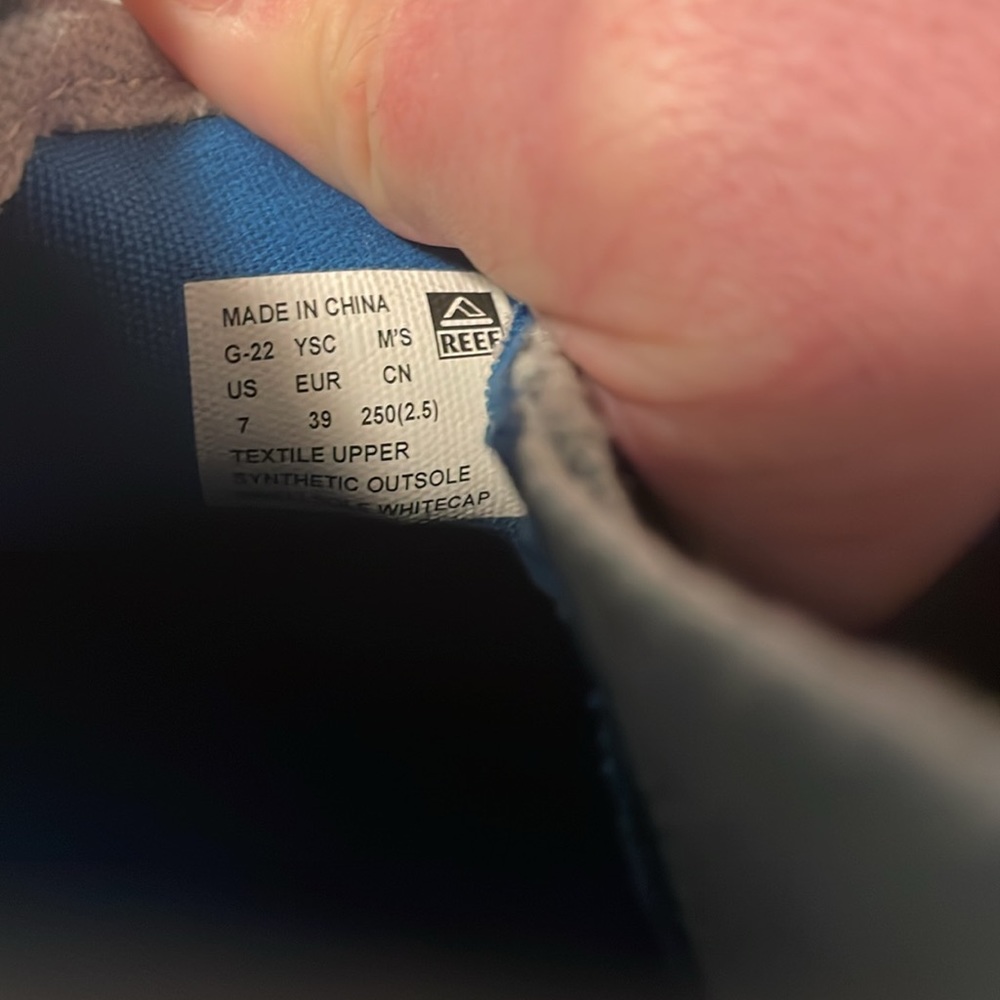 MADE IN CHINA
REEF
G-22 YSC M'S
US EUR CN
7 39 250(2.5)
TEXTILE UPPER
SYNTHETIC OUTSOLE
WHITECAP